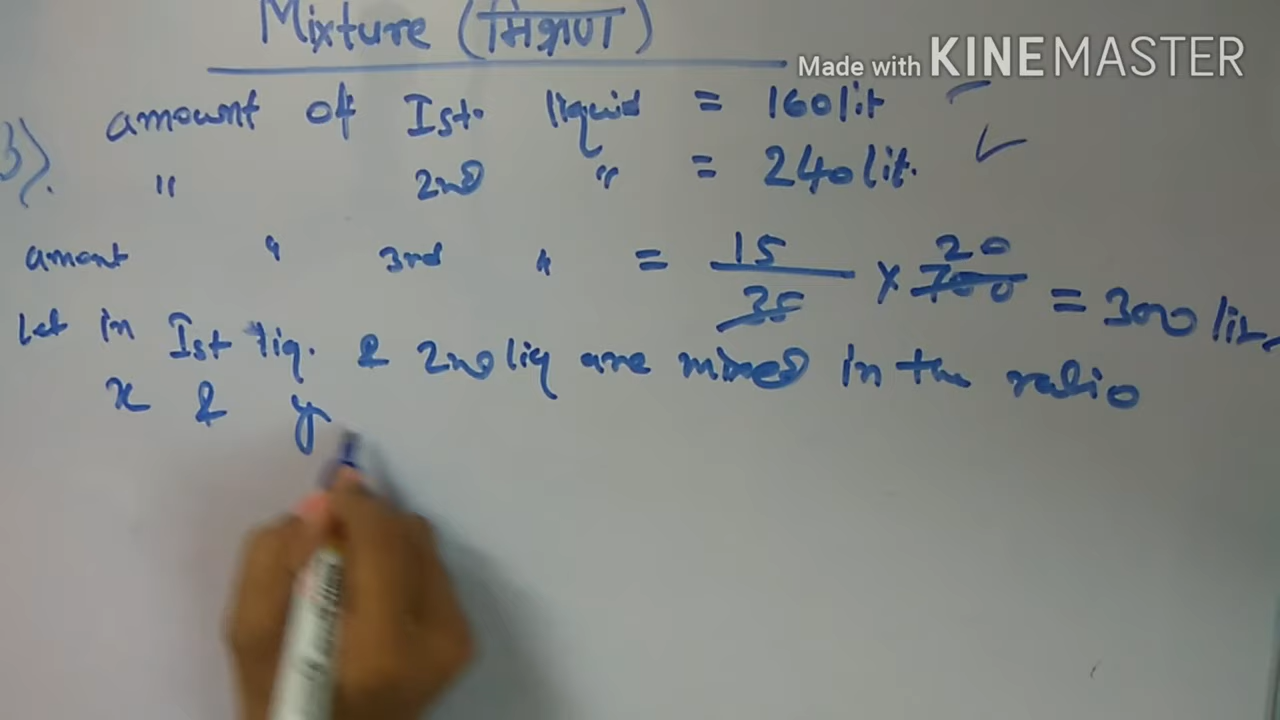 Mixture (मिश्रण)
Made with KINEMASTER
3). amount of Ist. liquid = 160 lit
" 2nd " = 240 lit.
amont " 3rd " = 15/35 × 700 20 = 300 lit.
Let in Ist liq. & 2nd liq are mixed in the ratio
x & y